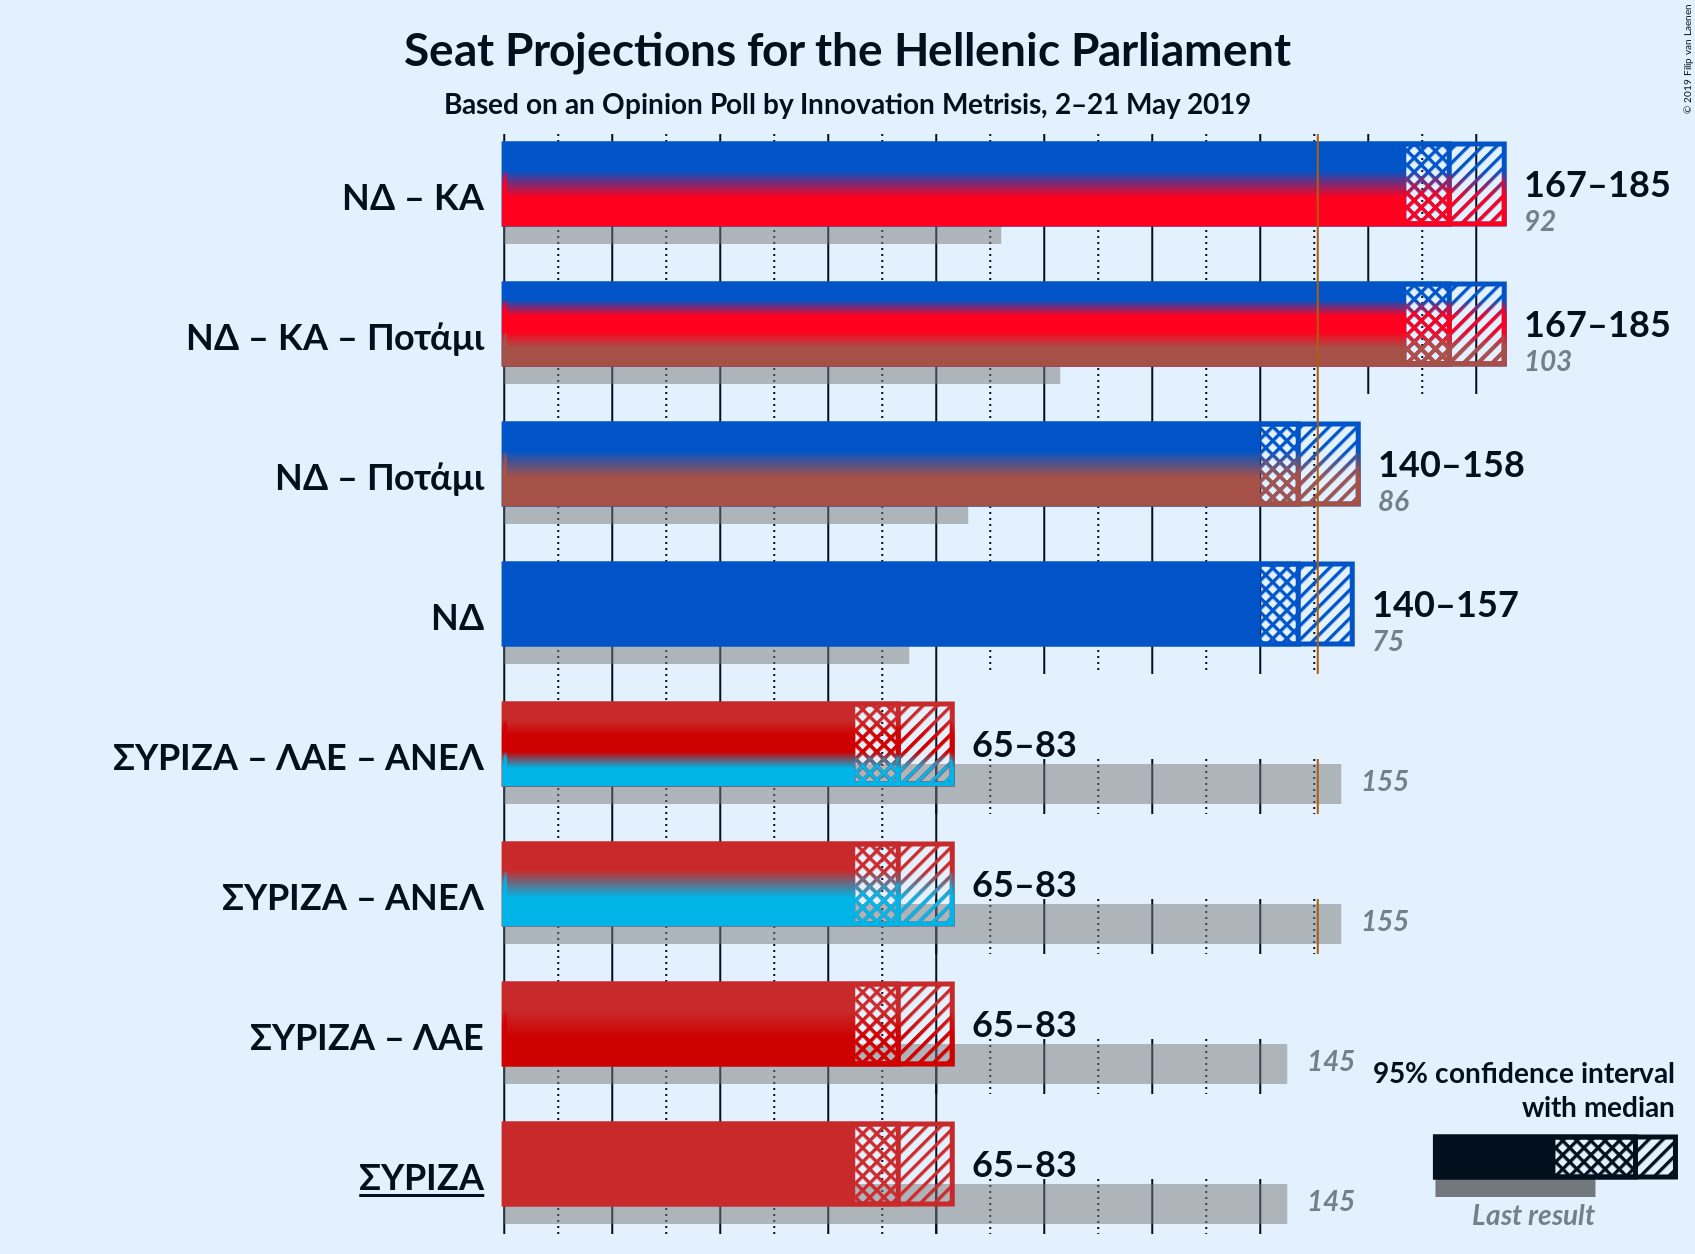 Seat Projections for the Hellenic Parliament
Based on an Opinion Poll by Innovation Metrisis, 2–21 May 2019
© 2019 Filip van Laenen
ΝΔ – ΚΑ
167–185
92
ΝΔ – ΚΑ – Ποτάμι
167–185
103
ΝΔ – Ποτάμι
140–158
86
ΝΔ
140–157
75
ΣΥΡΙΖΑ – ΛΑΕ – ΑΝΕΛ
65–83
155
ΣΥΡΙΖΑ – ΑΝΕΛ
65–83
155
ΣΥΡΙΖΑ – ΛΑΕ
65–83
145
ΣΥΡΙΖΑ
65–83
145
95% confidence interval
with median
Last result